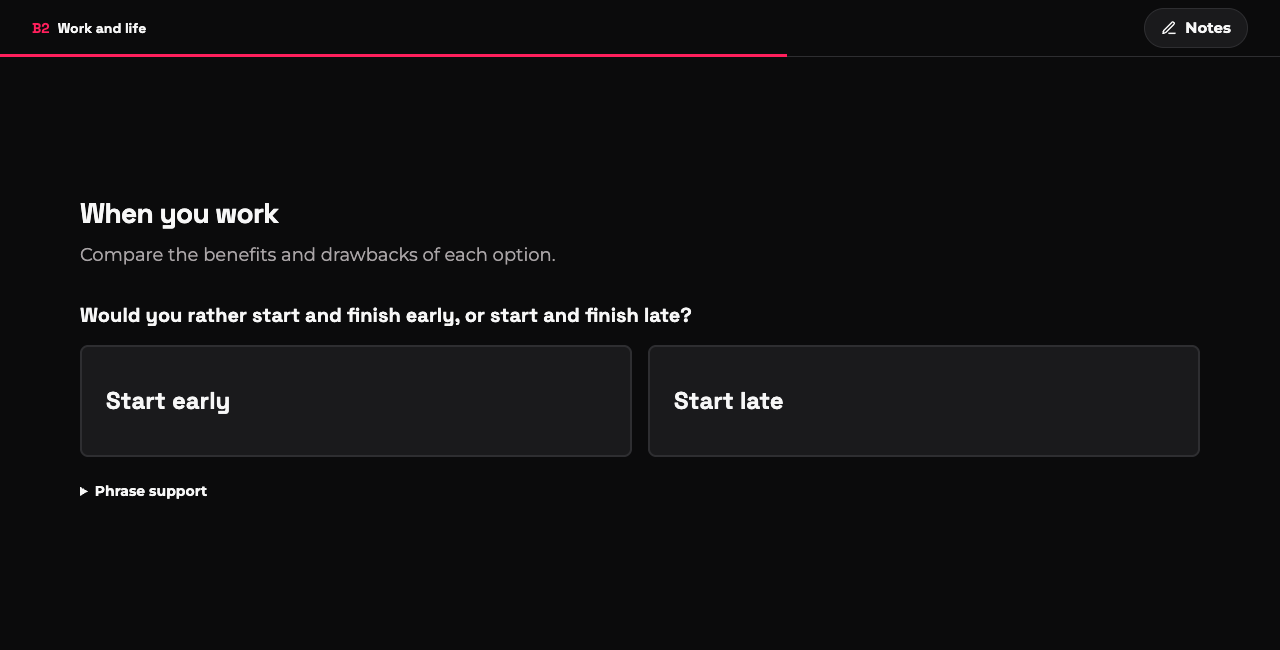 B2 Work and life
Notes
When you work
Compare the benefits and drawbacks of each option.
Would you rather start and finish early, or start and finish late?
Start early
Start late
Phrase support